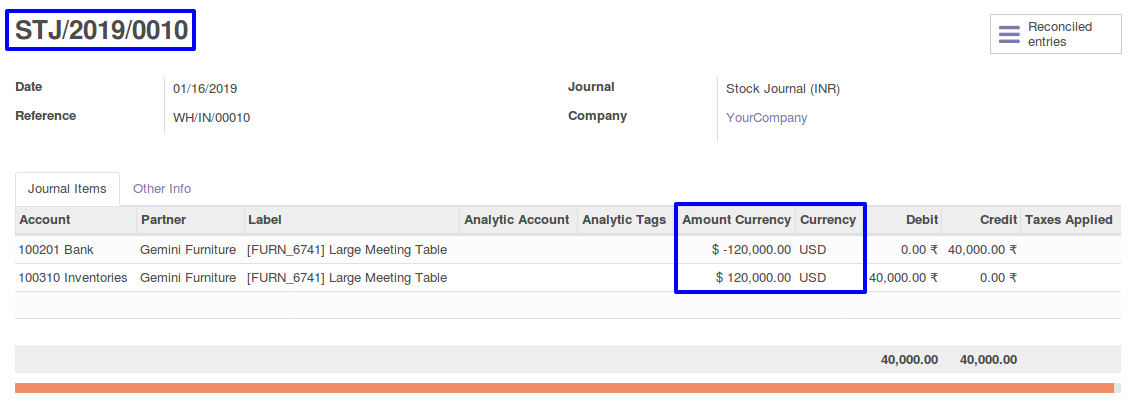 STJ/2019/0010
Reconciled
entries
Date 01/16/2019 Journal Stock Journal (INR)
Reference WH/IN/00010 Company YourCompany
Journal Items Other Info
Account Partner Label Analytic Account Analytic Tags Amount Currency Currency Debit Credit Taxes Applied
100201 Bank Gemini Furniture [FURN_6741] Large Meeting Table $ -120,000.00 USD 0.00 ₹ 40,000.00 ₹
100310 Inventories Gemini Furniture [FURN_6741] Large Meeting Table $ 120,000.00 USD 40,000.00 ₹ 0.00 ₹
40,000.00 40,000.00